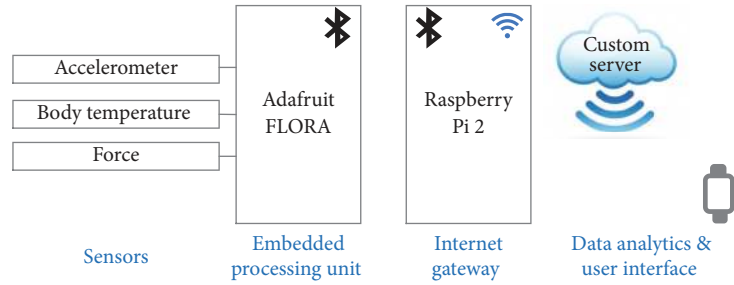 Accelerometer
Body temperature
Force
Adafruit
FLORA
Raspberry
Pi 2
Custom
server
Sensors
Embedded
processing unit
Internet
gateway
Data analytics &
user interface